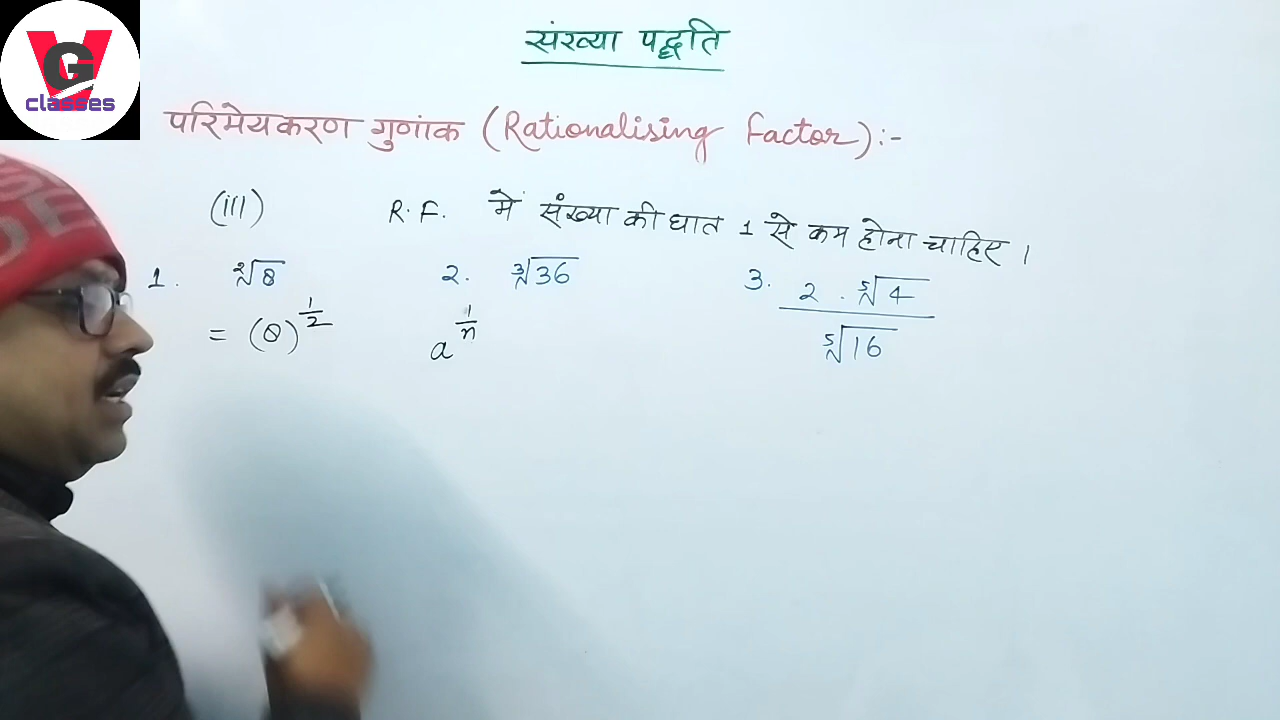 VG classes
संख्या पद्धति
परिमेयकरण गुणांक (Rationalising Factor):-
(iii) R.F. में संख्या की घात 1 से कम होना चाहिए।
1. ²√8 2. ³√36 3. 2 . ⁵√4 / ⁵√16
= (8)^1/2 a^1/n